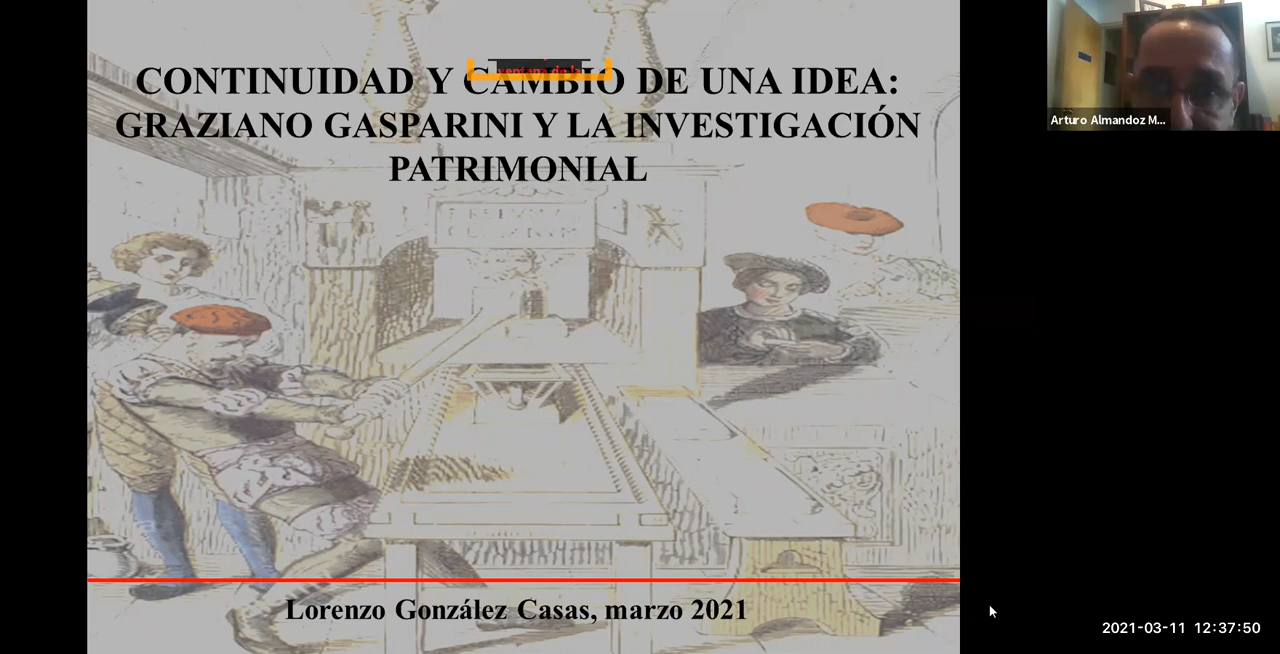 CONTINUIDAD Y CAMBIO DE UNA IDEA:
GRAZIANO GASPARINI Y LA INVESTIGACIÓN
PATRIMONIAL
Arturo Almandoz M...
Lorenzo González Casas, marzo 2021
2021-03-11 12:37:50